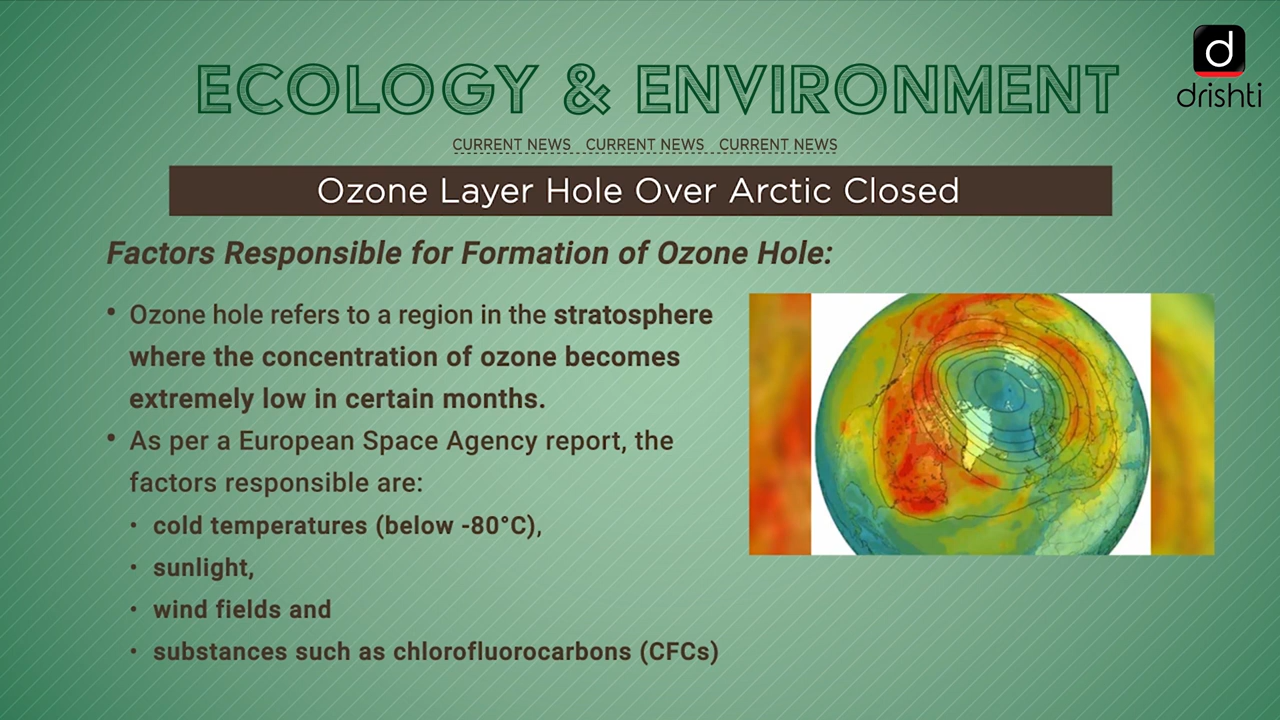 ECOLOGY & ENVIRONMENT
d
drishti
CURRENT NEWS CURRENT NEWS CURRENT NEWS
Ozone Layer Hole Over Arctic Closed
Factors Responsible for Formation of Ozone Hole:
• Ozone hole refers to a region in the stratosphere
where the concentration of ozone becomes
extremely low in certain months.
• As per a European Space Agency report, the
factors responsible are:
• cold temperatures (below -80°C),
• sunlight,
• wind fields and
• substances such as chlorofluorocarbons (CFCs)